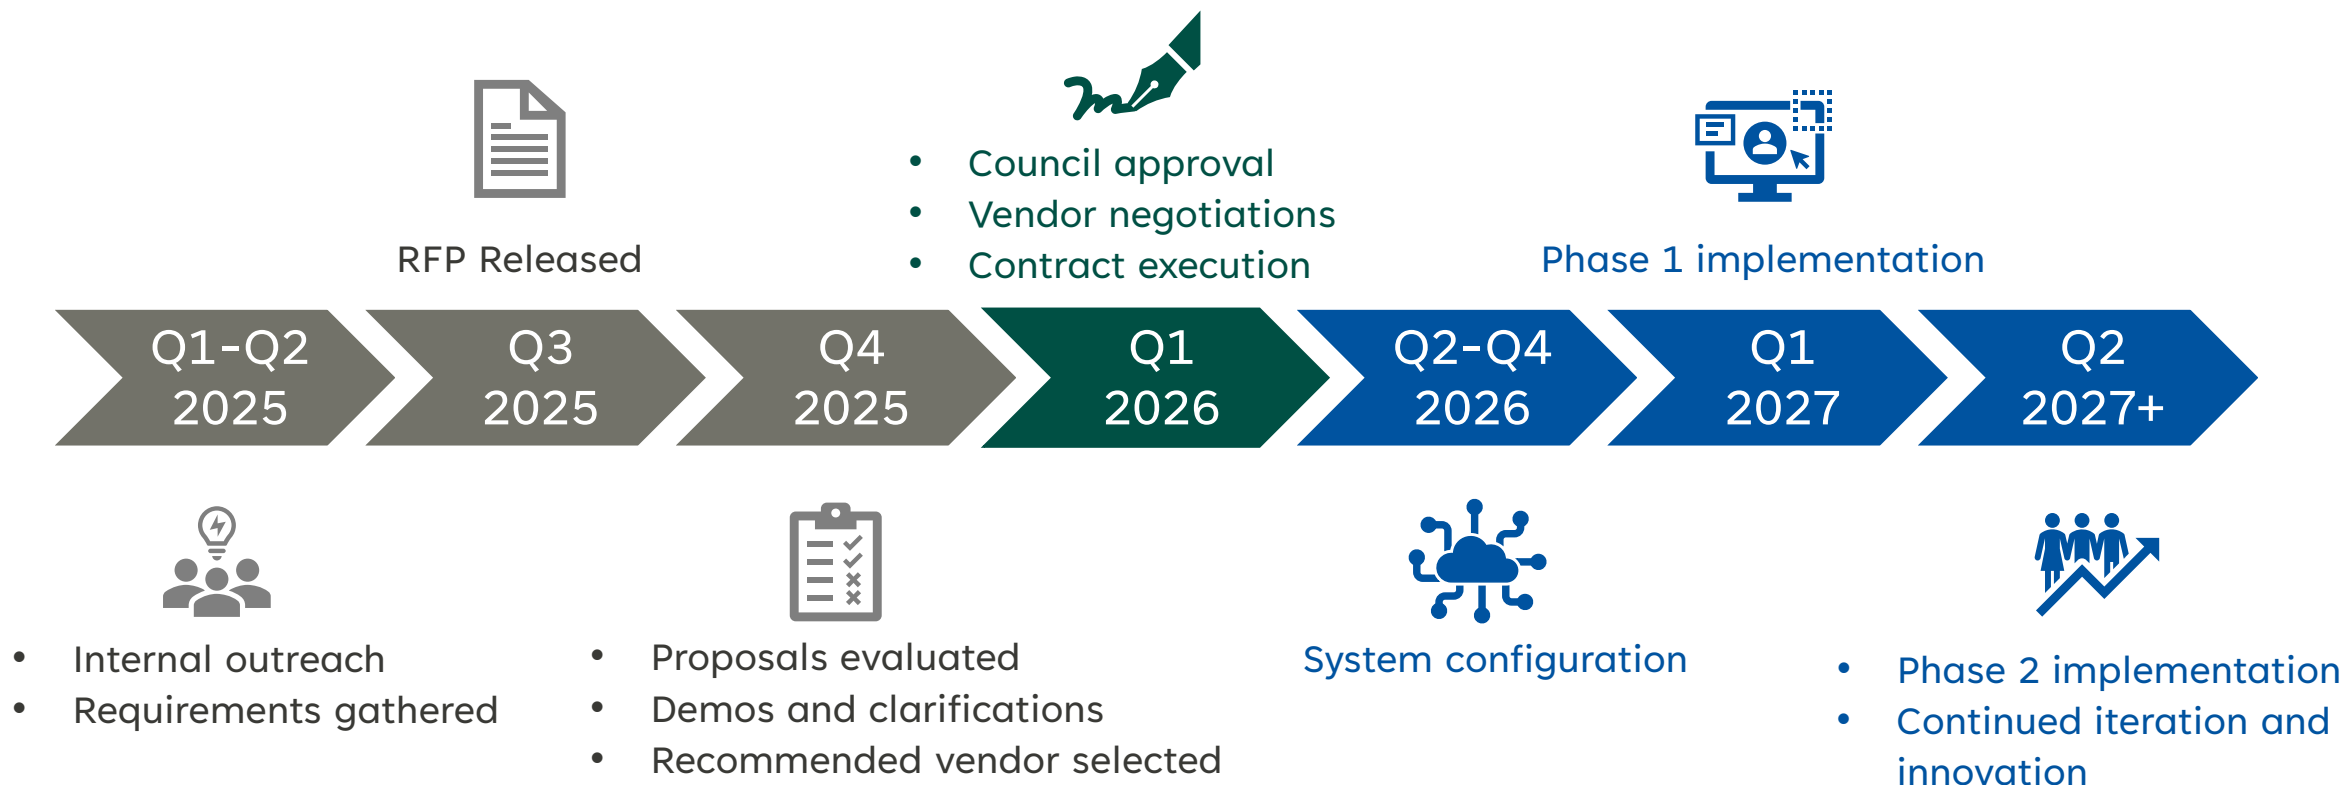 RFP Released
• Council approval
• Vendor negotiations
• Contract execution
Phase 1 implementation
Q1-Q2
2025
Q3
2025
Q4
2025
Q1
2026
Q2-Q4
2026
Q1
2027
Q2
2027+
• Internal outreach
• Requirements gathered
• Proposals evaluated
• Demos and clarifications
• Recommended vendor selected
System configuration
• Phase 2 implementation
• Continued iteration and
innovation